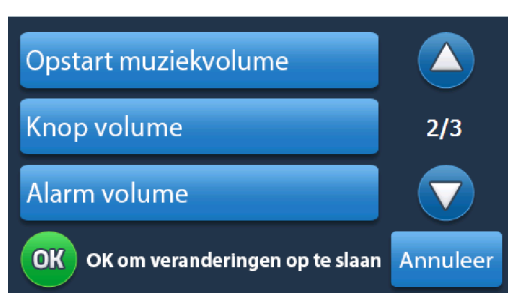 Opstart muziekvolume
Knop volume
2/3
Alarm volume
OK OK om veranderingen op te slaan Annuleer